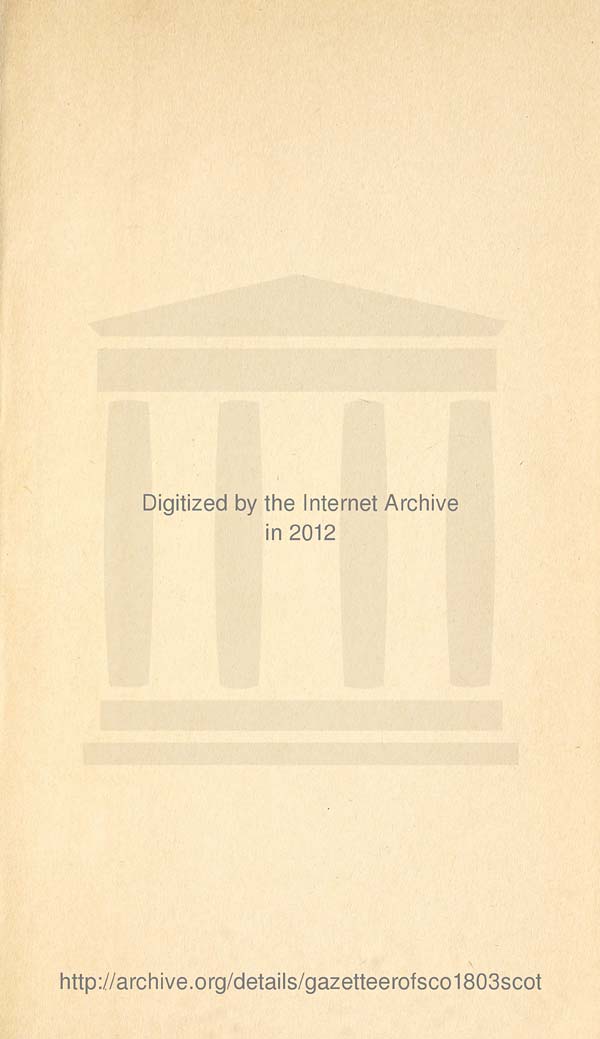 Digitized by the Internet Archive
in 2012
http://archive.org/details/gazetteerofsco1803scot